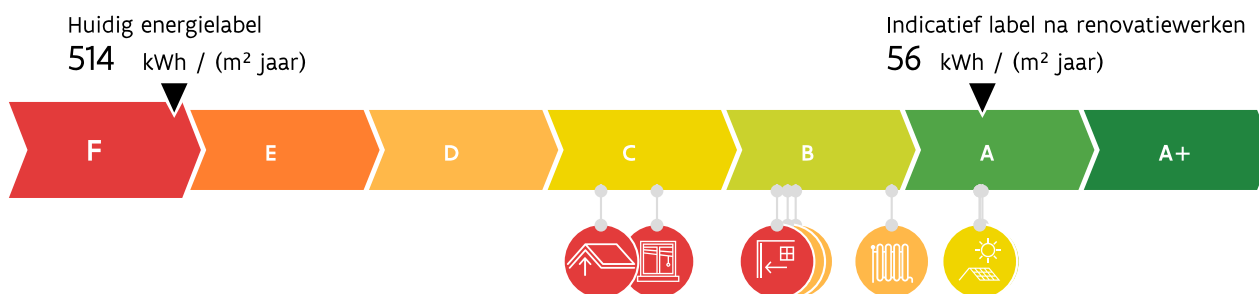 Huidig energielabel
514 kWh / (m² jaar)
Indicatief label na renovatiewerken
56 kWh / (m² jaar)
F E D C B A A+